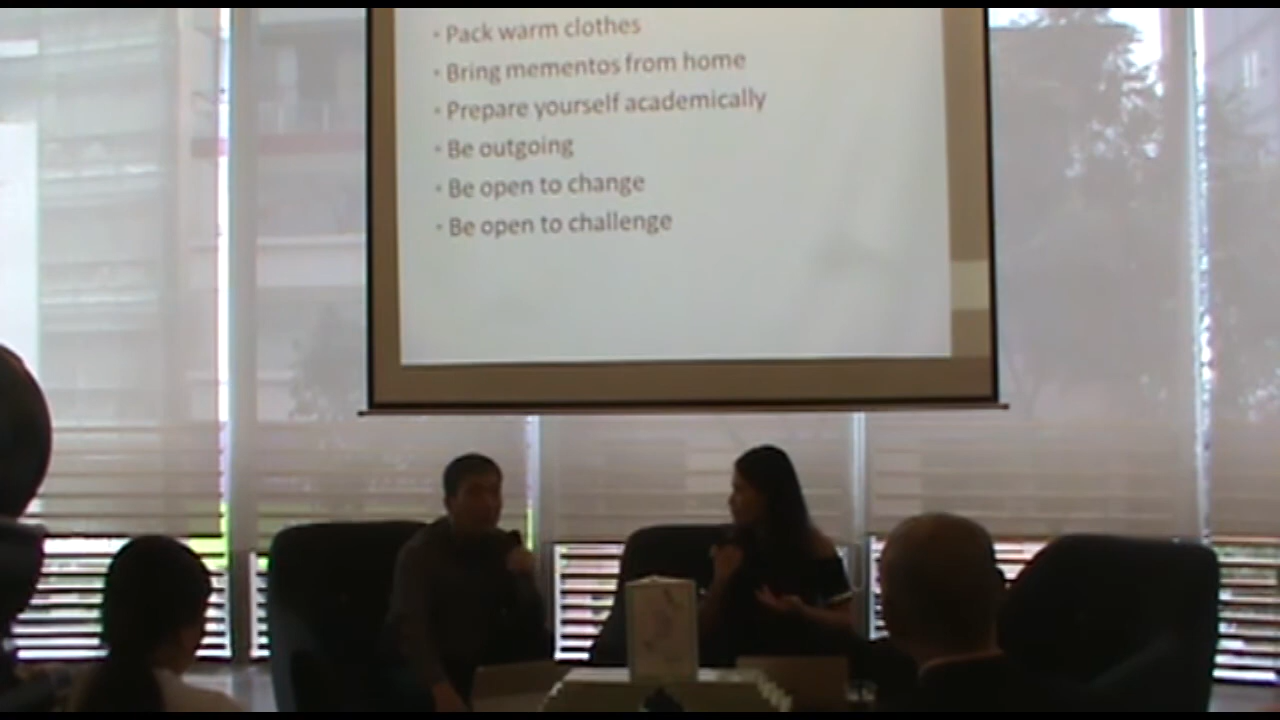 • Pack warm clothes
• Bring mementos from home
• Prepare yourself academically
• Be outgoing
• Be open to change
• Be open to challenge